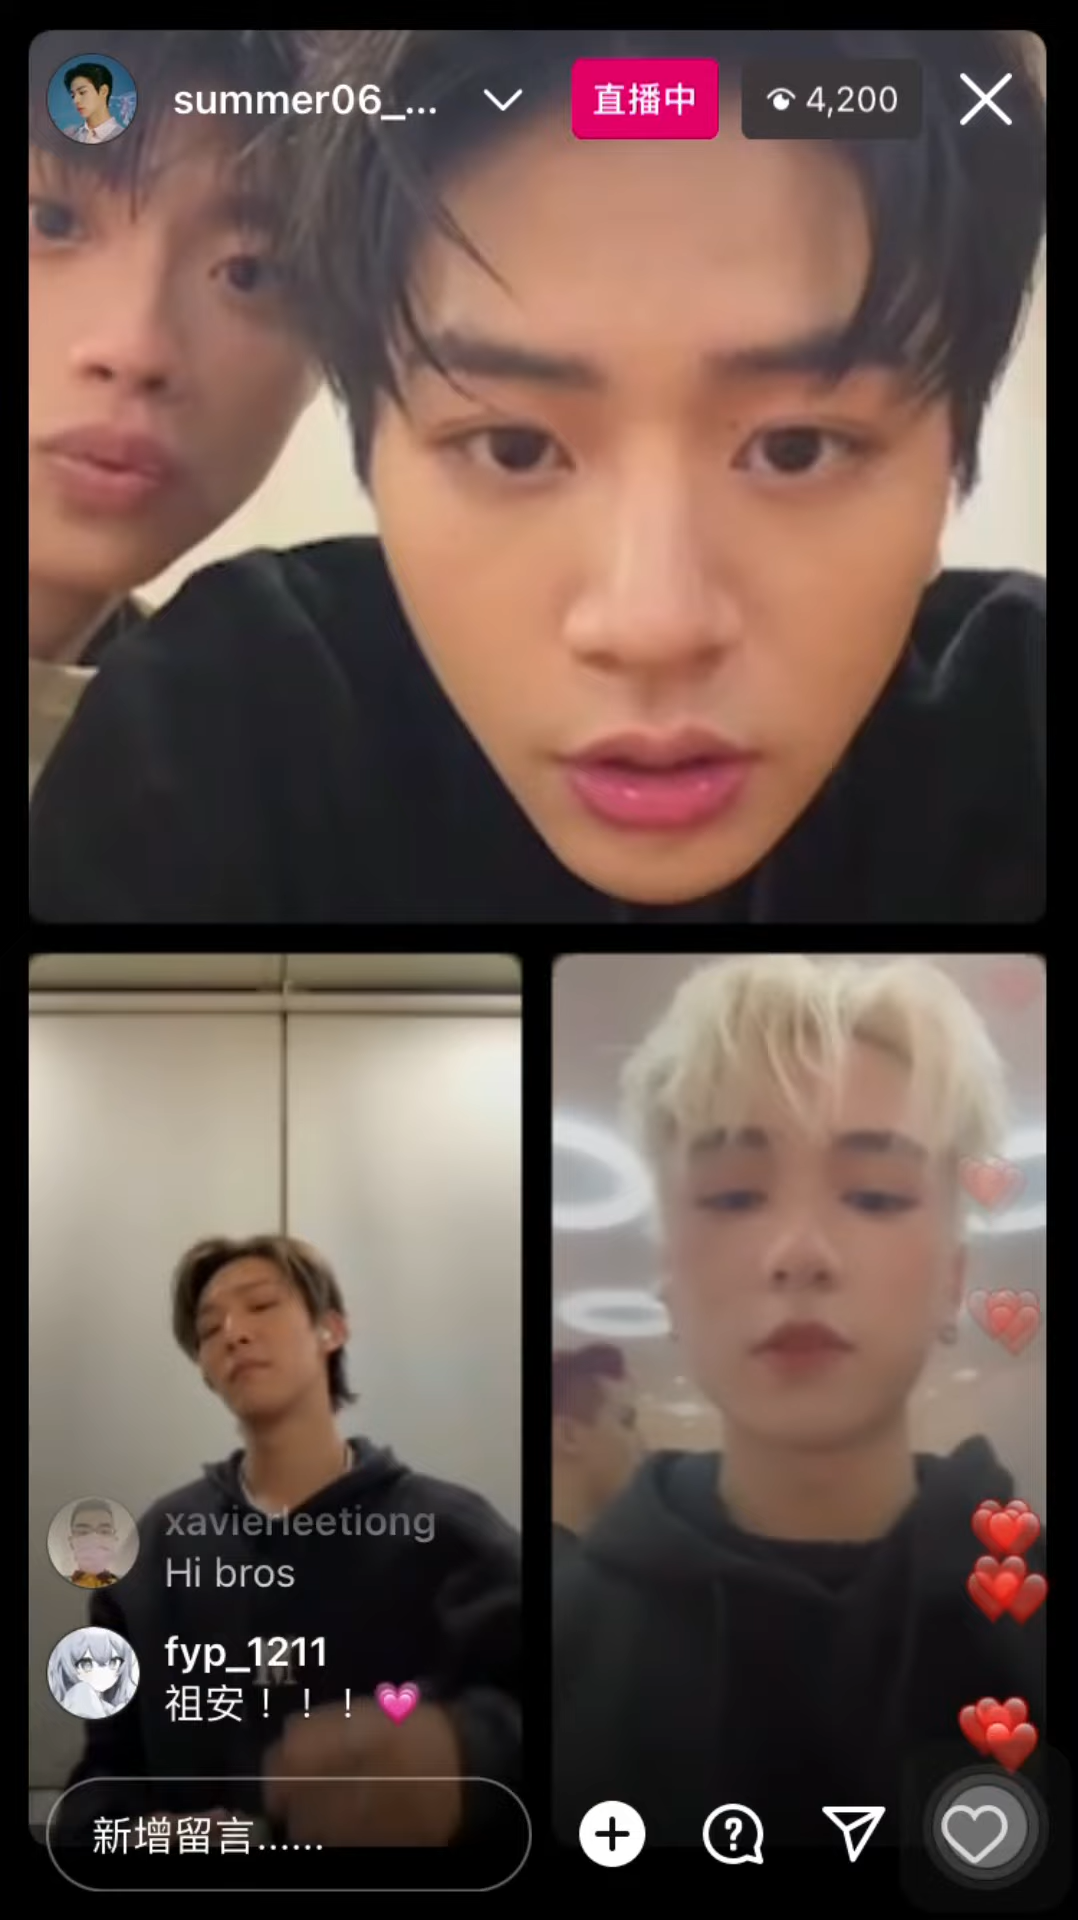 summer06_...
直播中
4,200
xavierleetiong
Hi bros
fyp_1211
祖安！！！💗
新增留言......